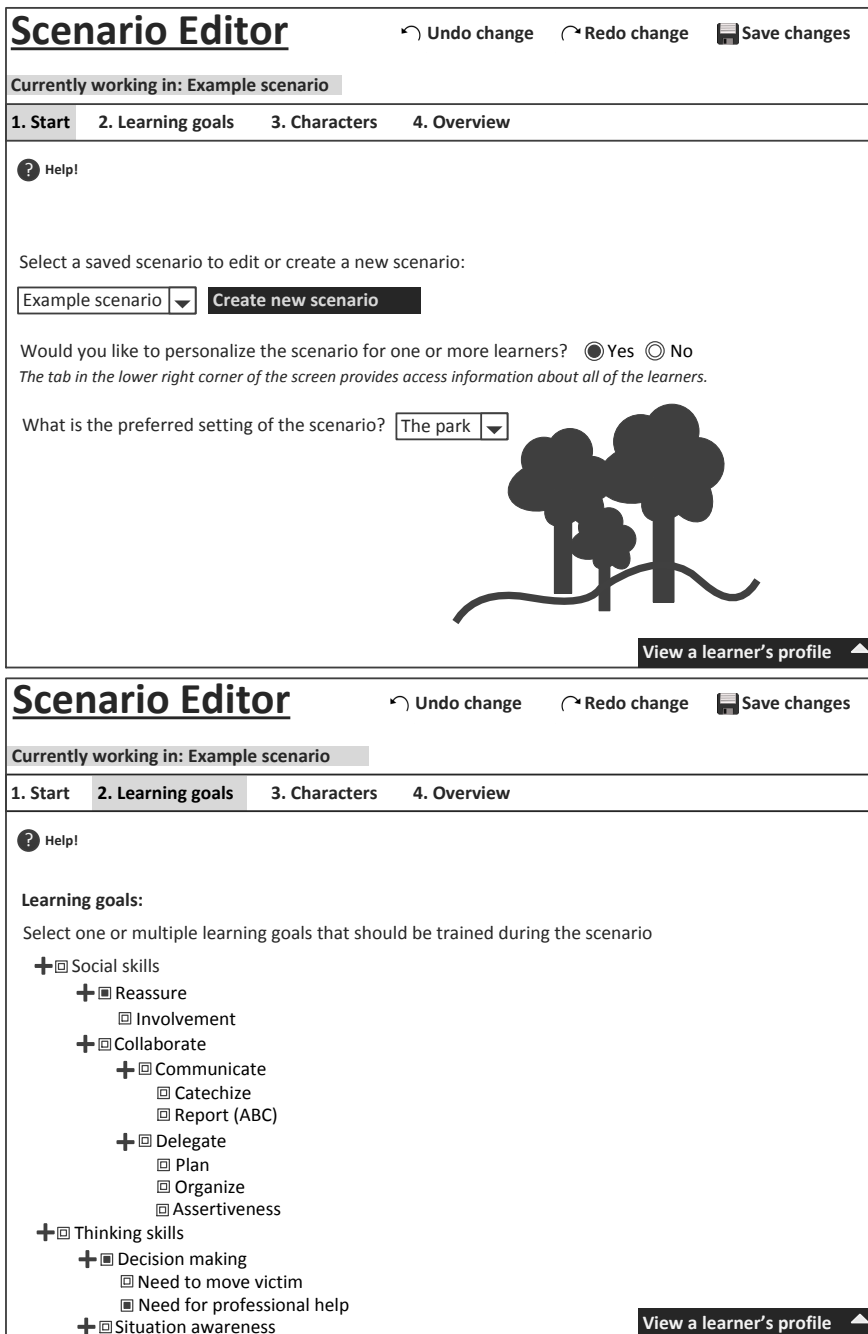 Scenario Editor
Undo change
Redo change
Save changes
Currently working in: Example scenario
1. Start 2. Learning goals 3. Characters 4. Overview
? Help!
Select a saved scenario to edit or create a new scenario:
Example scenario Create new scenario
Would you like to personalize the scenario for one or more learners? Yes No
The tab in the lower right corner of the screen provides access information about all of the learners.
What is the preferred setting of the scenario? The park
View a learner's profile
Scenario Editor
Undo change
Redo change
Save changes
Currently working in: Example scenario
1. Start 2. Learning goals 3. Characters 4. Overview
? Help!
Learning goals:
Select one or multiple learning goals that should be trained during the scenario
Social skills
Reassure
Involvement
Collaborate
Communicate
Catechize
Report (ABC)
Delegate
Plan
Organize
Assertiveness
Thinking skills
Decision making
Need to move victim
Need for professional help
Situation awareness
View a learner's profile